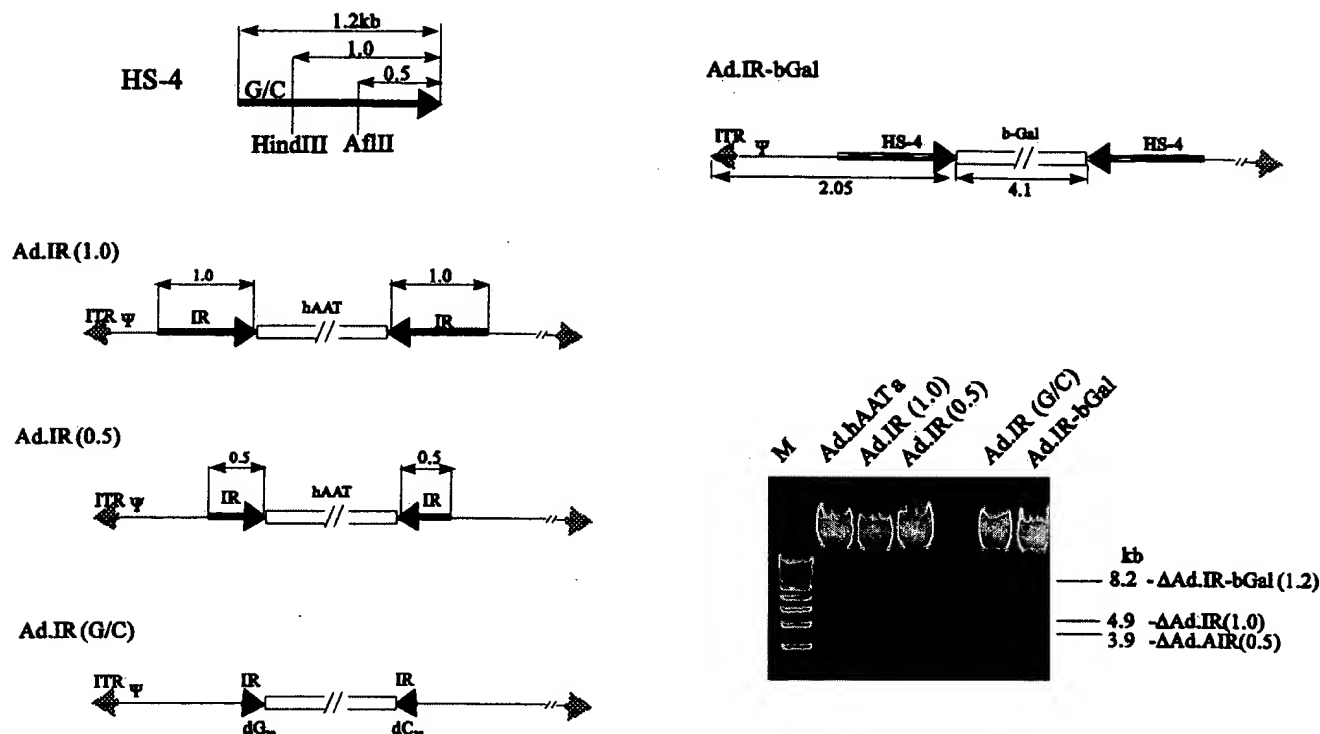 1.2kb
1.0
0.5
HS-4
G/C
HindIII AflII
Ad.IR-bGal
ITR Ψ HS-4 b-Gal HS-4
2.05 4.1
Ad.IR (1.0)
1.0 1.0
ITR Ψ IR hAAT IR
Ad.IR (0.5)
0.5 0.5
ITR Ψ IR hAAT IR
Ad.IR (G/C)
ITR Ψ IR IR
dG dC
M Ad.hAAT a Ad.IR (1.0) Ad.IR (0.5) Ad.IR (G/C) Ad.IR-bGal
kb
8.2 - ΔAd.IR-bGal (1.2)
4.9 -ΔAd.IR(1.0)
3.9 -ΔAd.AIR(0.5)